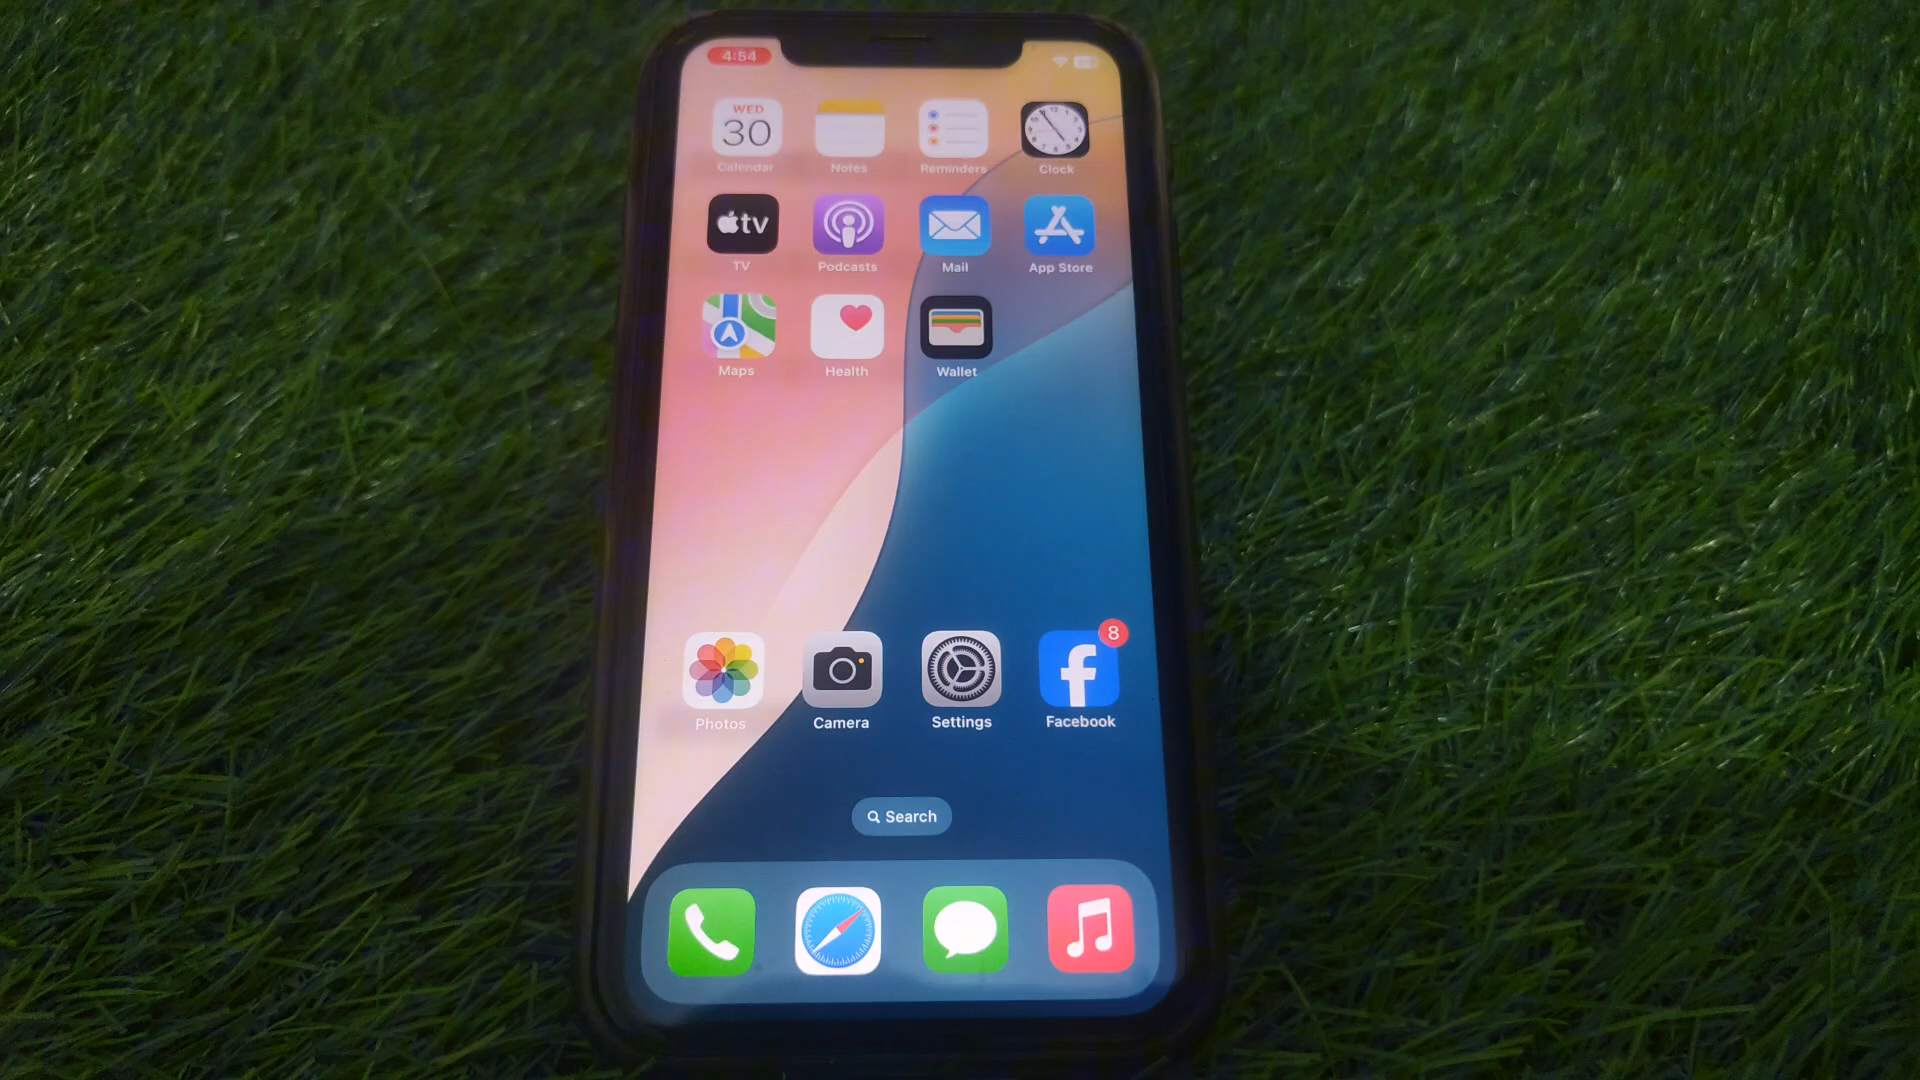 4:54
WED
30
Calendar
Notes
Reminders
Clock
tv
TV
Podcasts
Mail
App Store
Maps
Health
Wallet
8
Photos
Camera
Settings
Facebook
Search